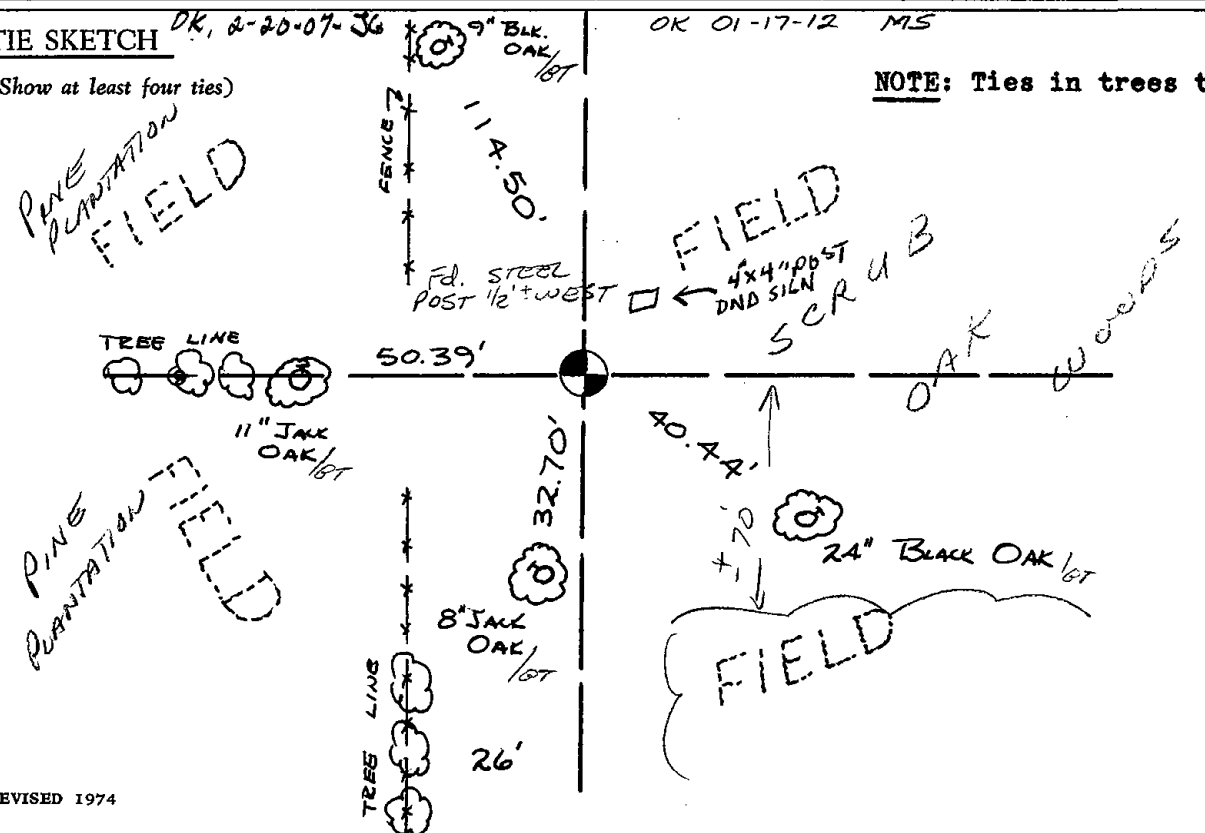 TIE SKETCH
OK, 2-20-07- JG
OK 01-17-12 MS
(Show at least four ties)
9" BLK.
OAK/BT
NOTE: Ties in trees t
FENCE
114.50'
PINE
PLANTATION
FIELD
FIELD
Fd. STEEL
POST 1/2'± WEST
4"x4" POST
DND SIGN
SCRUB
OAK
WOODS
TREE LINE
50.39'
11" JACK
OAK/BT
40.44'
32.70'
PINE
PLANTATION
FIELD
±70'
24" BLACK OAK/BT
8" JACK
OAK/BT
FIELD
TREE LINE
26'
EVISED 1974